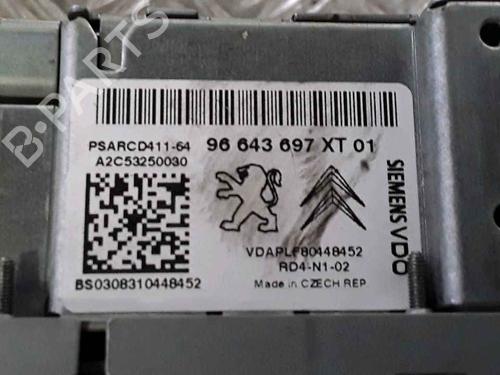 B-PARTS
PSARCD411-64
A2C53250030
96 643 697 XT 01
SIEMENS VDO
VDAPLF80448452
RD4-N1-02
BS0308310448452
Made in CZECH REP